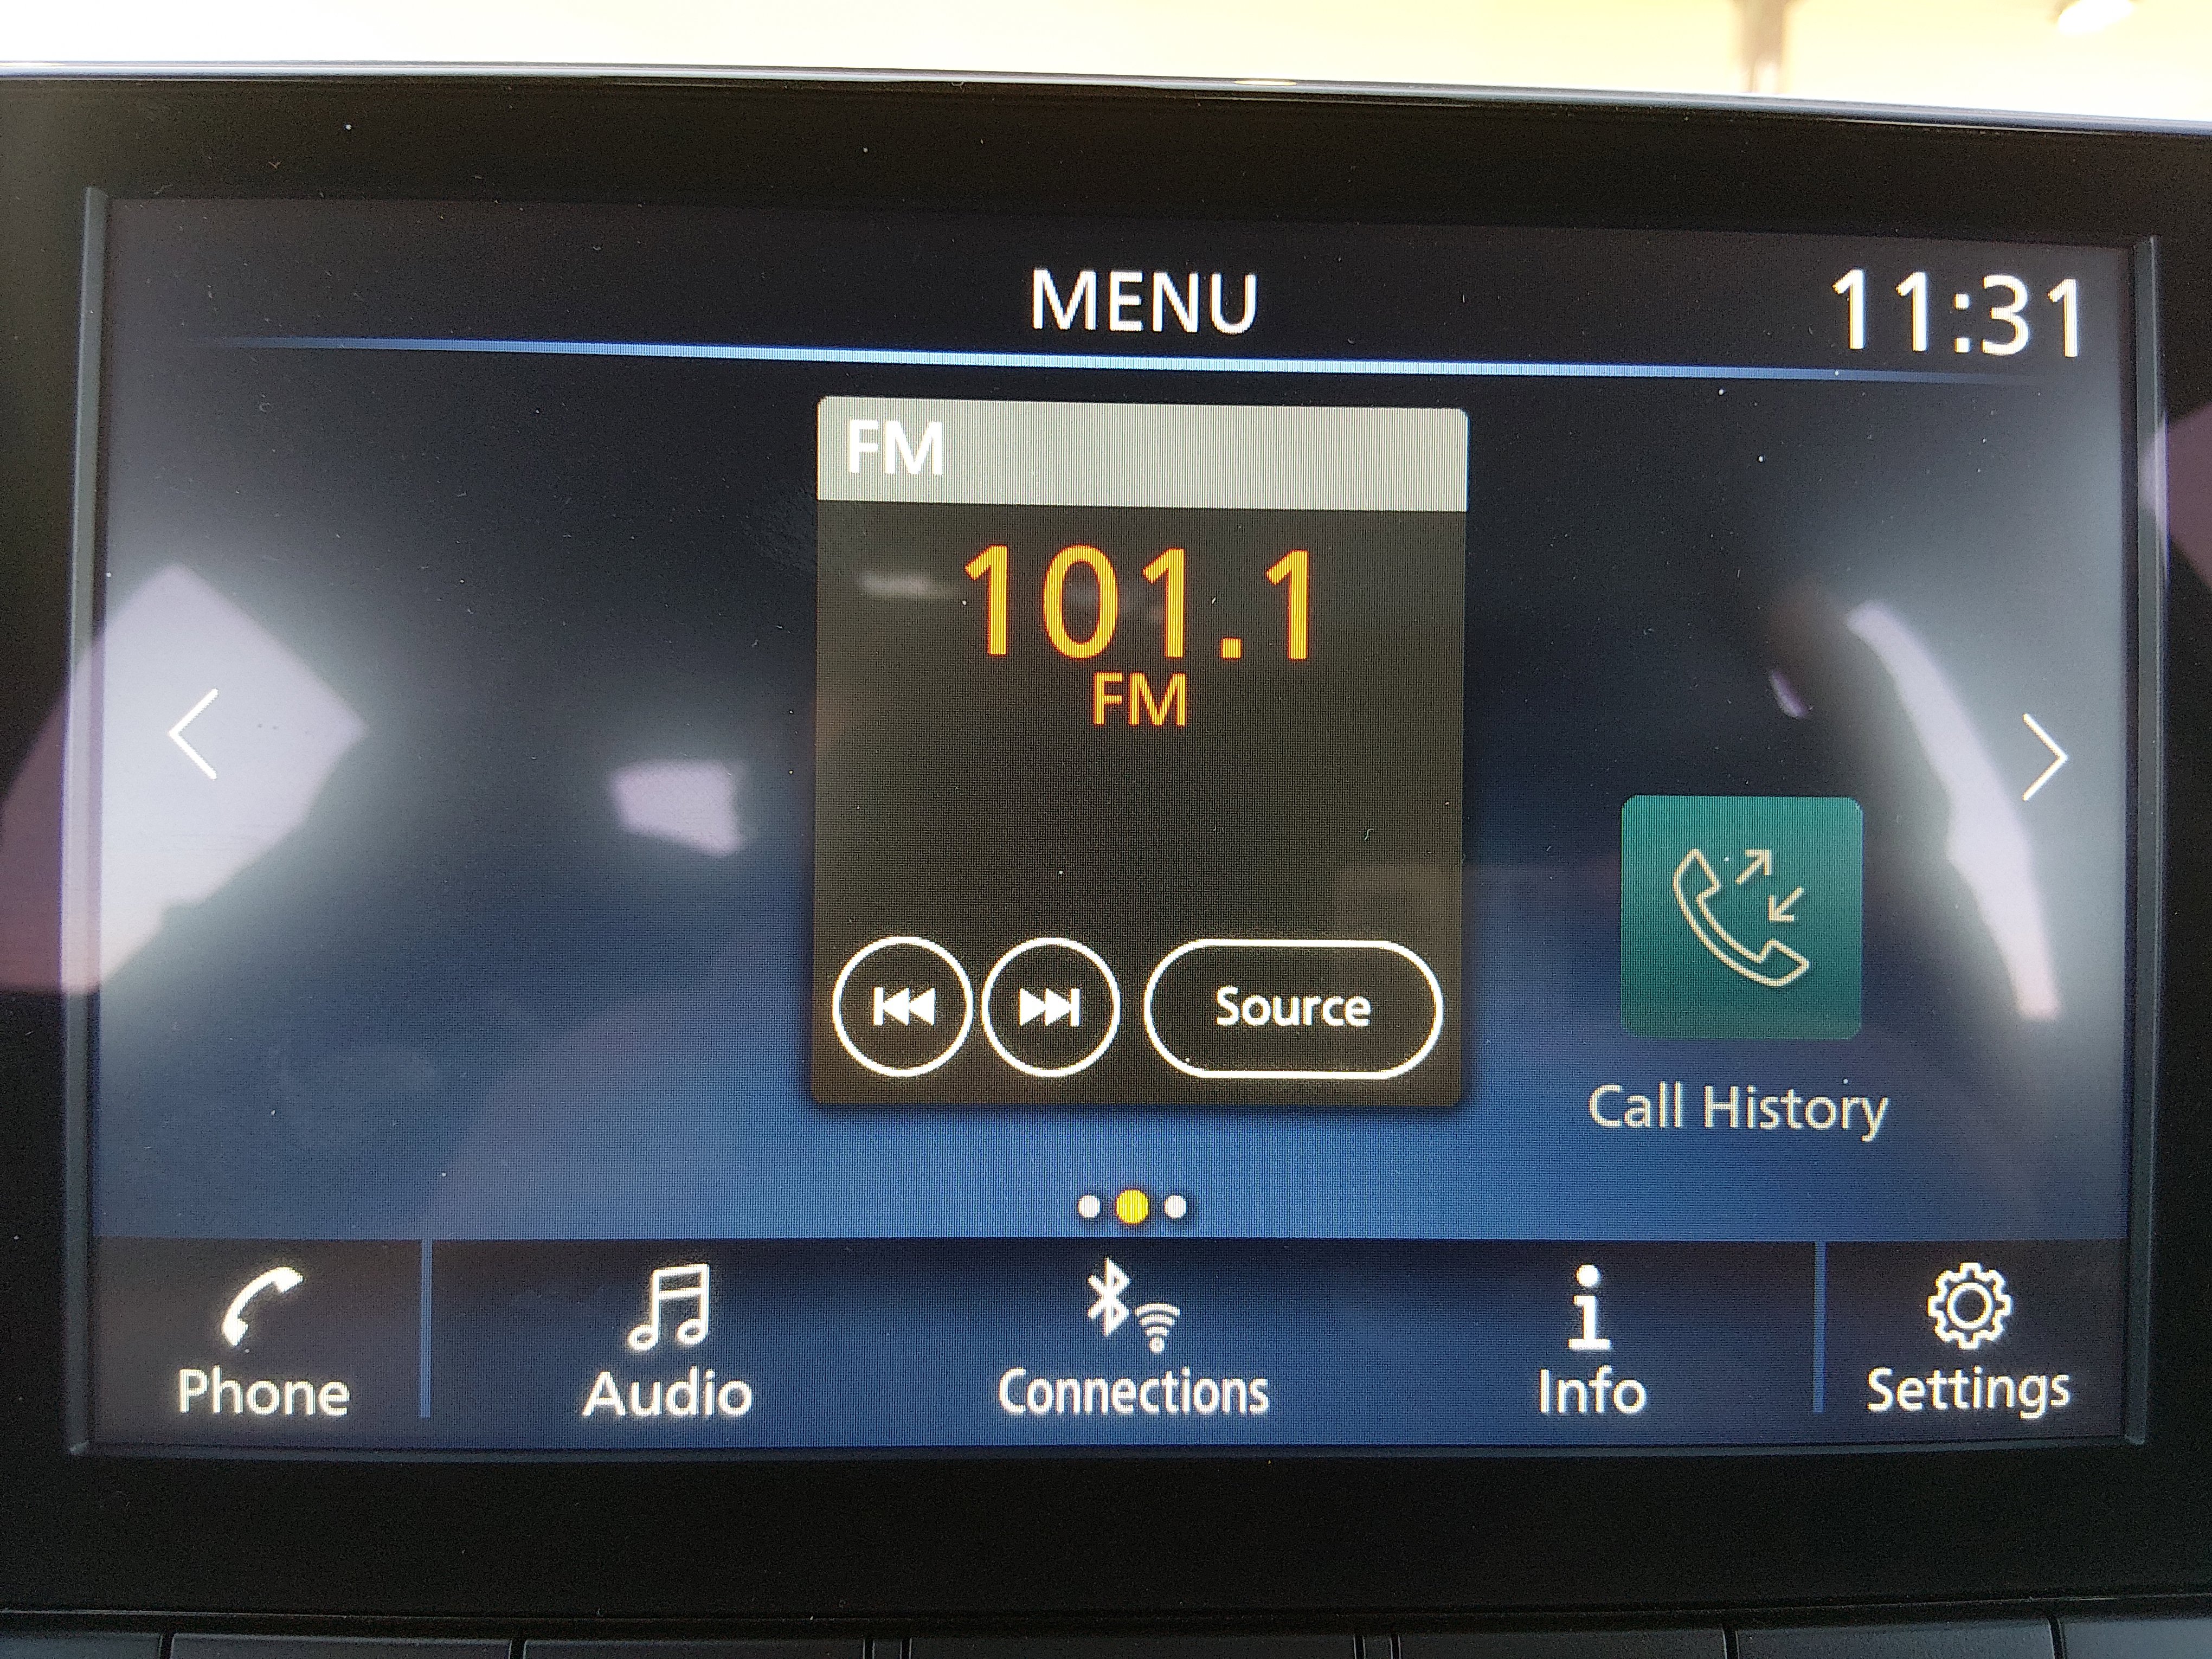 MENU
11:31
FM
101.1
FM
Source
Call History
Phone
Audio
Connections
Info
Settings